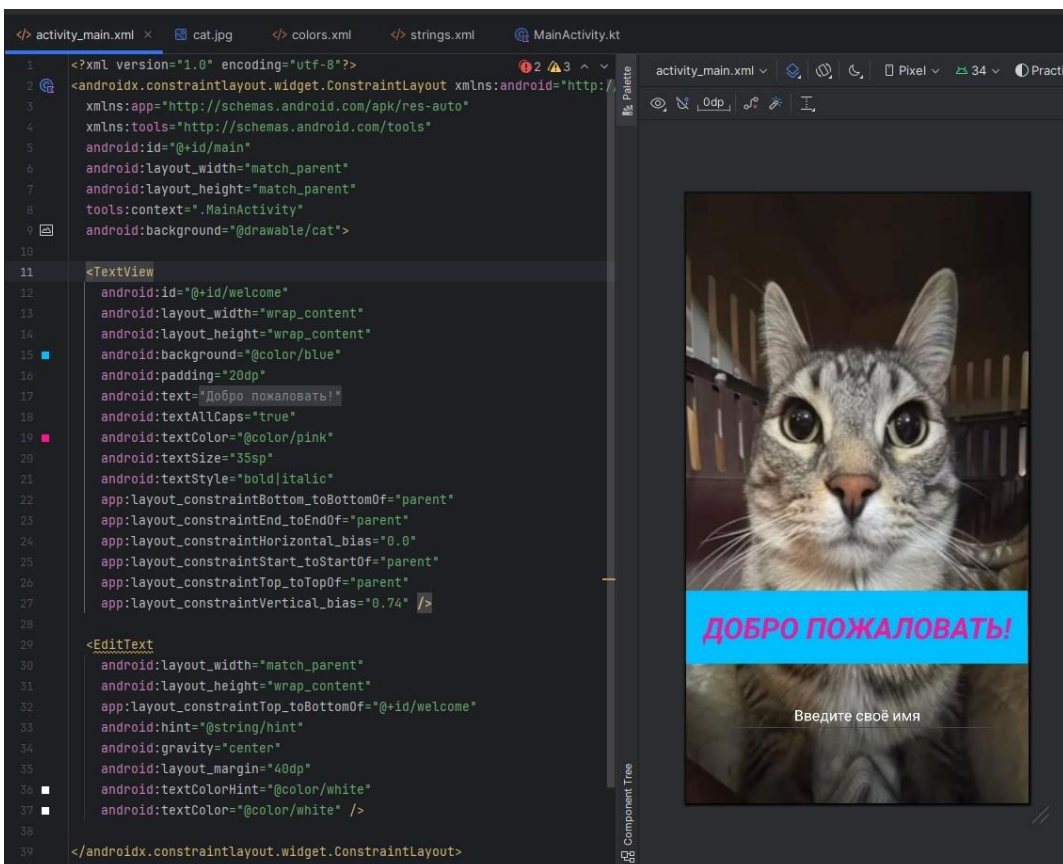 activity_main.xml
cat.jpg
colors.xml
strings.xml
MainActivity.kt
1 <?xml version="1.0" encoding="utf-8"?>
2 3
2 <androidx.constraintlayout.widget.ConstraintLayout xmlns:android="http://
3 xmlns:app="http://schemas.android.com/apk/res-auto"
4 xmlns:tools="http://schemas.android.com/tools"
5 android:id="@+id/main"
6 android:layout_width="match_parent"
7 android:layout_height="match_parent"
8 tools:context=".MainActivity"
9 android:background="@drawable/cat">
10
11 <TextView
12 android:id="@+id/welcome"
13 android:layout_width="wrap_content"
14 android:layout_height="wrap_content"
15 android:background="@color/blue"
16 android:padding="20dp"
17 android:text="Добро пожаловать!"
18 android:textAllCaps="true"
19 android:textColor="@color/pink"
20 android:textSize="35sp"
21 android:textStyle="bold|italic"
22 app:layout_constraintBottom_toBottomOf="parent"
23 app:layout_constraintEnd_toEndOf="parent"
24 app:layout_constraintHorizontal_bias="0.0"
25 app:layout_constraintStart_toStartOf="parent"
26 app:layout_constraintTop_toTopOf="parent"
27 app:layout_constraintVertical_bias="0.74" />
28
29 <EditText
30 android:layout_width="match_parent"
31 android:layout_height="wrap_content"
32 app:layout_constraintTop_toBottomOf="@+id/welcome"
33 android:hint="@string/hint"
34 android:gravity="center"
35 android:layout_margin="40dp"
36 android:textColorHint="@color/white"
37 android:textColor="@color/white" />
38
39 </androidx.constraintlayout.widget.ConstraintLayout>
Palette
Component Tree
activity_main.xml
Pixel
34
Practi
0dp
ДОБРО ПОЖАЛОВАТЬ!
Введите своё имя